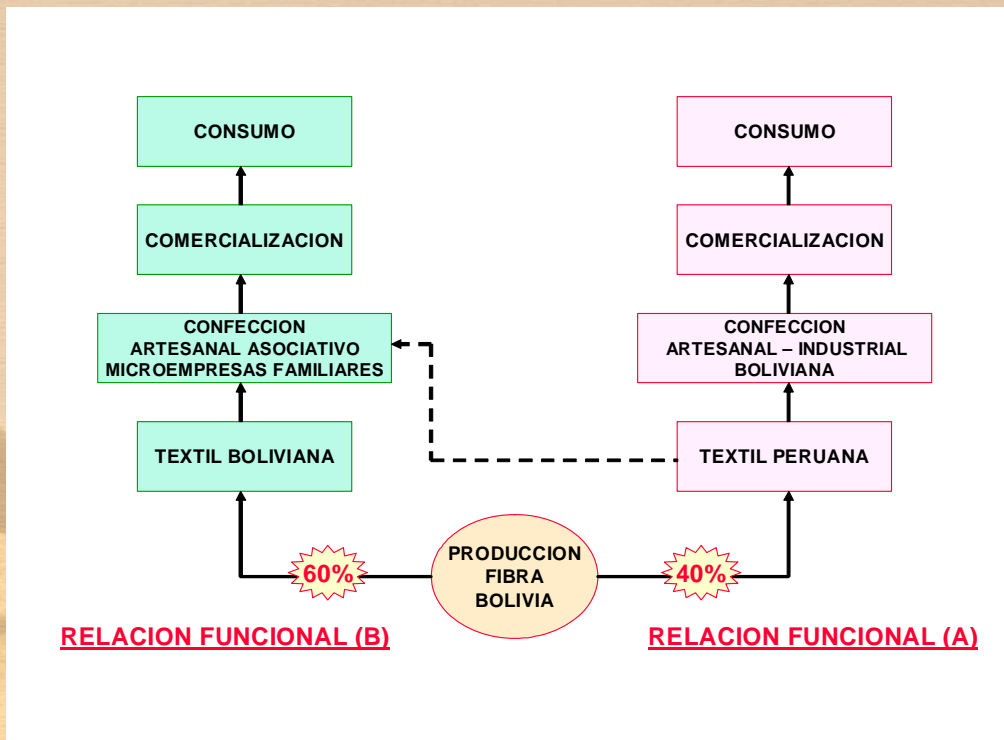 CONSUMO
CONSUMO
COMERCIALIZACION
COMERCIALIZACION
CONFECCION
ARTESANAL ASOCIATIVO
MICROEMPRESAS FAMILIARES
CONFECCION
ARTESANAL – INDUSTRIAL
BOLIVIANA
TEXTIL BOLIVIANA
TEXTIL PERUANA
60%
PRODUCCION
FIBRA
BOLIVIA
40%
RELACION FUNCIONAL (B)
RELACION FUNCIONAL (A)